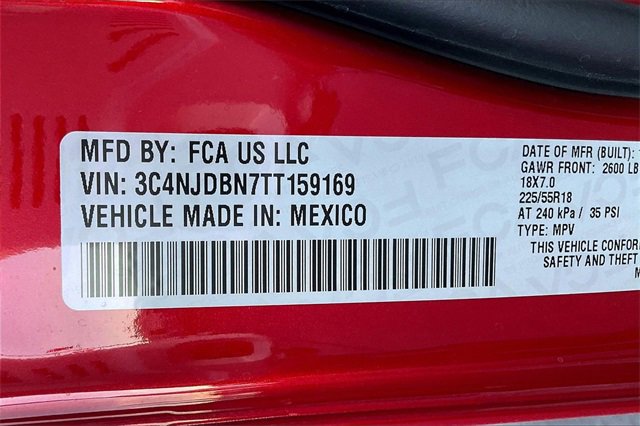 MFD BY: FCA US LLC
VIN: 3C4NJDBN7TT159169
VEHICLE MADE IN: MEXICO
DATE OF MFR (BUILT):
GAWR FRONT: 2600 LB
18X7.0
225/55R18
AT 240 kPa / 35 PSI
TYPE: MPV
THIS VEHICLE CONFOR
SAFETY AND THEFT